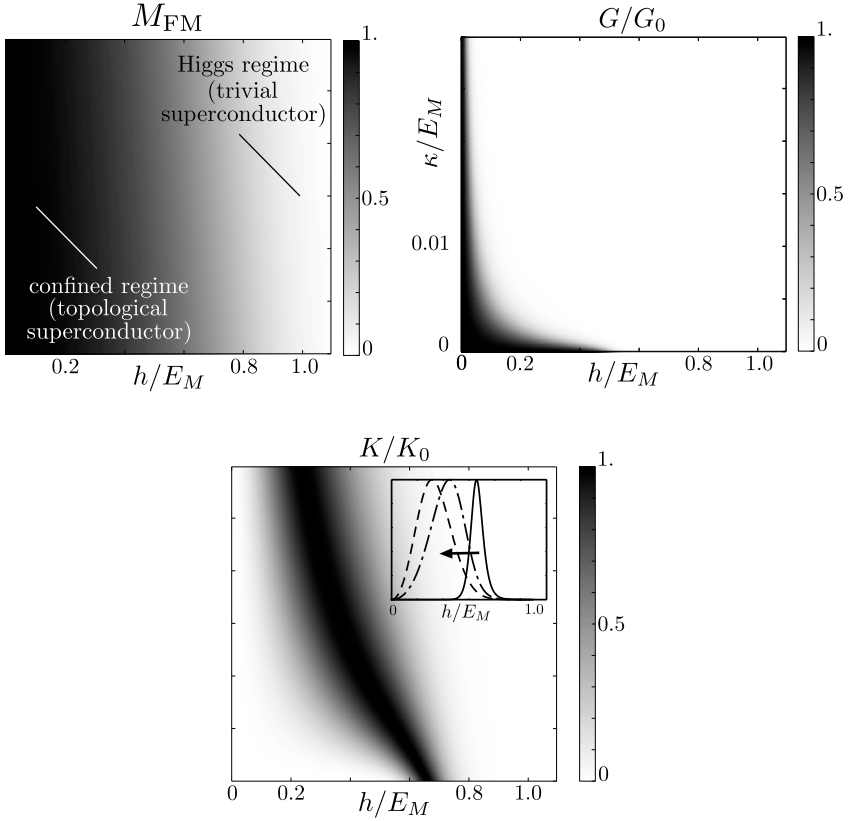 M_FM
1.
Higgs regime
(trivial
superconductor)
0.5
confined regime
(topological
superconductor)
0
0.2
h/E_M
0.8
1.0
G/G_0
1.
κ/E_M
0.5
0.01
0
0
0
0.2
h/E_M
0.8
1.0
K/K_0
1.
0
h/E_M
1.0
0.5
0
0
0.2
h/E_M
0.8
1.0